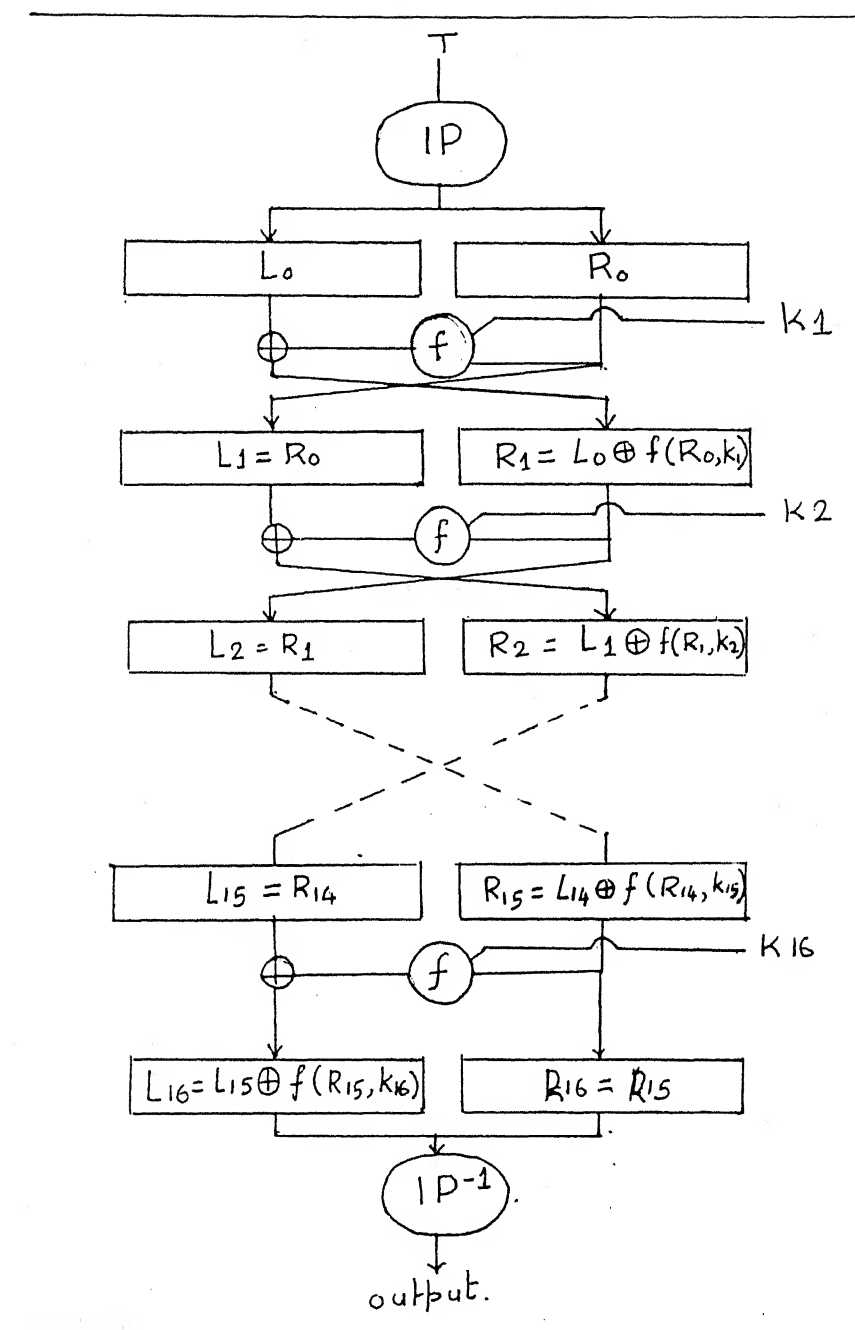 T
IP
L0 R0
f K1
L1 = R0 R1 = L0 ⊕ f(R0,k1)
f K2
L2 = R1 R2 = L1 ⊕ f(R1,k2)
L15 = R14 R15 = L14 ⊕ f(R14,k15)
f K16
L16 = L15 ⊕ f(R15,k16) R16 = R15
IP-1
output.